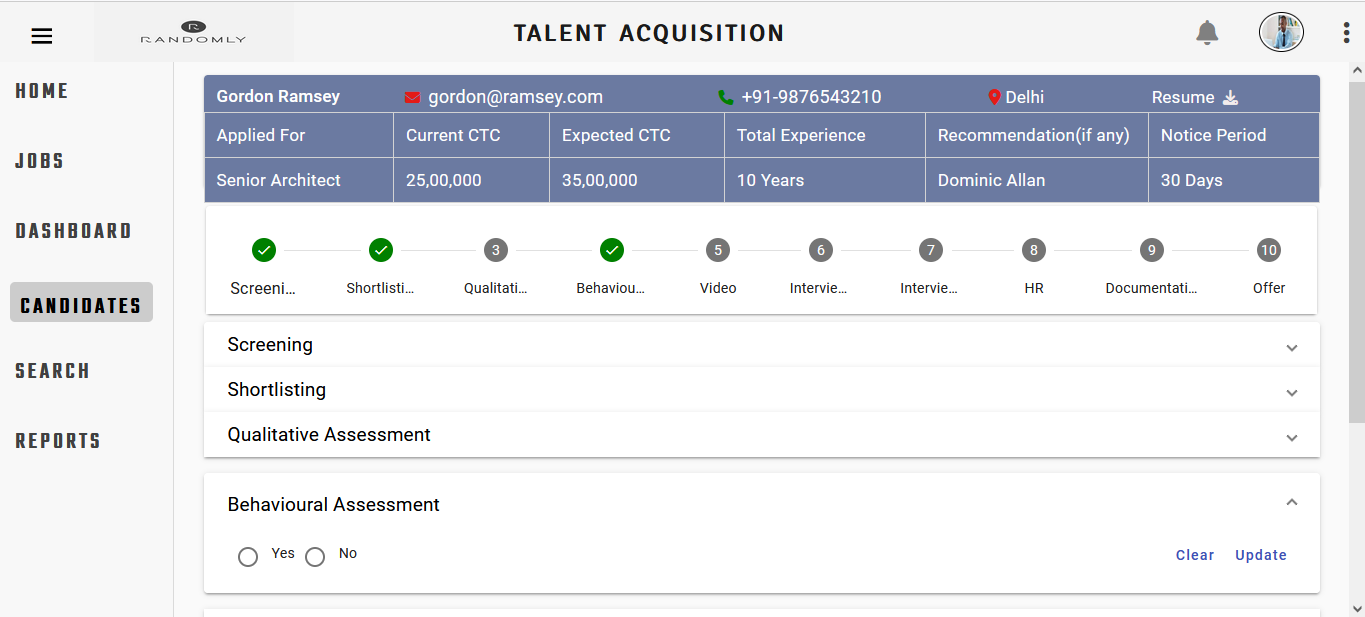 RANDOMLY
TALENT ACQUISITION
HOME
JOBS
DASHBOARD
CANDIDATES
SEARCH
REPORTS
Gordon Ramsey gordon@ramsey.com +91-9876543210 Delhi Resume
Applied For Current CTC Expected CTC Total Experience Recommendation(if any) Notice Period
Senior Architect 25,00,000 35,00,000 10 Years Dominic Allan 30 Days
3 5 6 7 8 9 10
Screeni... Shortlisti... Qualitati... Behaviou... Video Intervie... Intervie... HR Documentati... Offer
Screening
Shortlisting
Qualitative Assessment
Behavioural Assessment
Yes No Clear Update